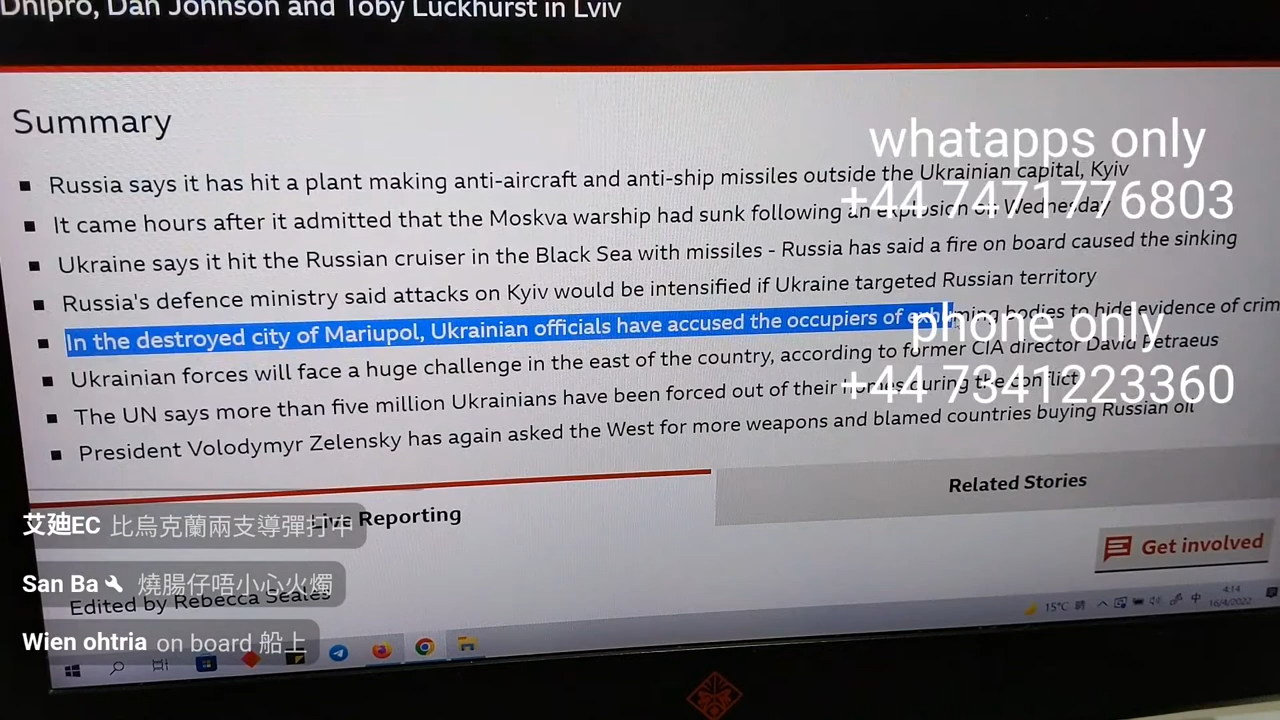 Dnipro, Dan Johnson and Toby Luckhurst in Lviv
Summary
Russia says it has hit a plant making anti-aircraft and anti-ship missiles outside the Ukrainian capital, Kyiv
It came hours after it admitted that the Moskva warship had sunk following an explosion on Wednesday
Ukraine says it hit the Russian cruiser in the Black Sea with missiles - Russia has said a fire on board caused the sinking
Russia's defence ministry said attacks on Kyiv would be intensified if Ukraine targeted Russian territory
In the destroyed city of Mariupol, Ukrainian officials have accused the occupiers of exhuming bodies to hide evidence of crim
Ukrainian forces will face a huge challenge in the east of the country, according to former CIA director David Petraeus
The UN says more than five million Ukrainians have been forced out of their homes during the conflict
President Volodymyr Zelensky has again asked the West for more weapons and blamed countries buying Russian oil
whatapps only
+44 7471776803
phone only
+44 7341223360
Live Reporting
Related Stories
Get involved
Edited by Rebecca Seales
艾廸EC 比烏克蘭兩支導彈打中
San Ba 燒腸仔唔小心火燭
Wien ohtria on board 船上
15°C 晴
中
4:14
16/4/2022